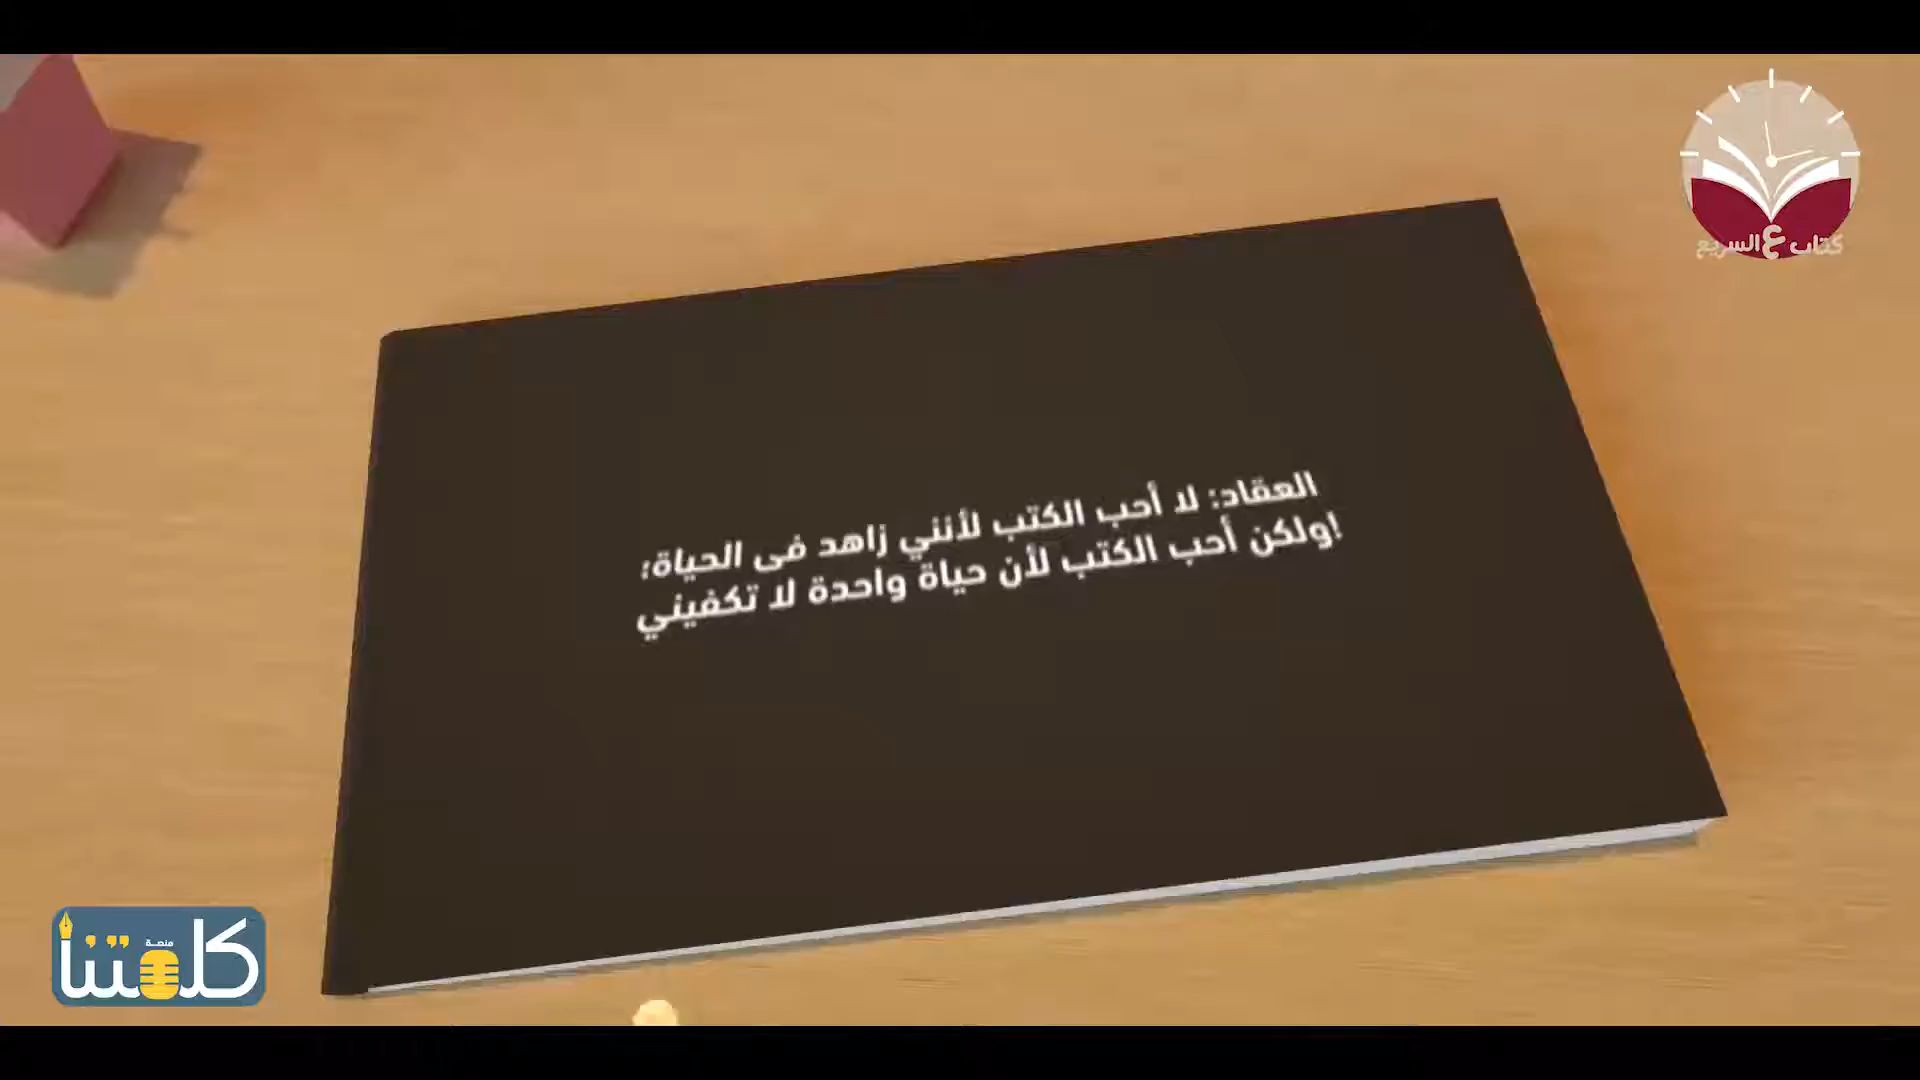 كتاب ع السريع
العقاد: لا أحب الكتب لأنني زاهد فى الحياة؛
!ولكن أحب الكتب لأن حياة واحدة لا تكفيني
منصة
كلمتنا